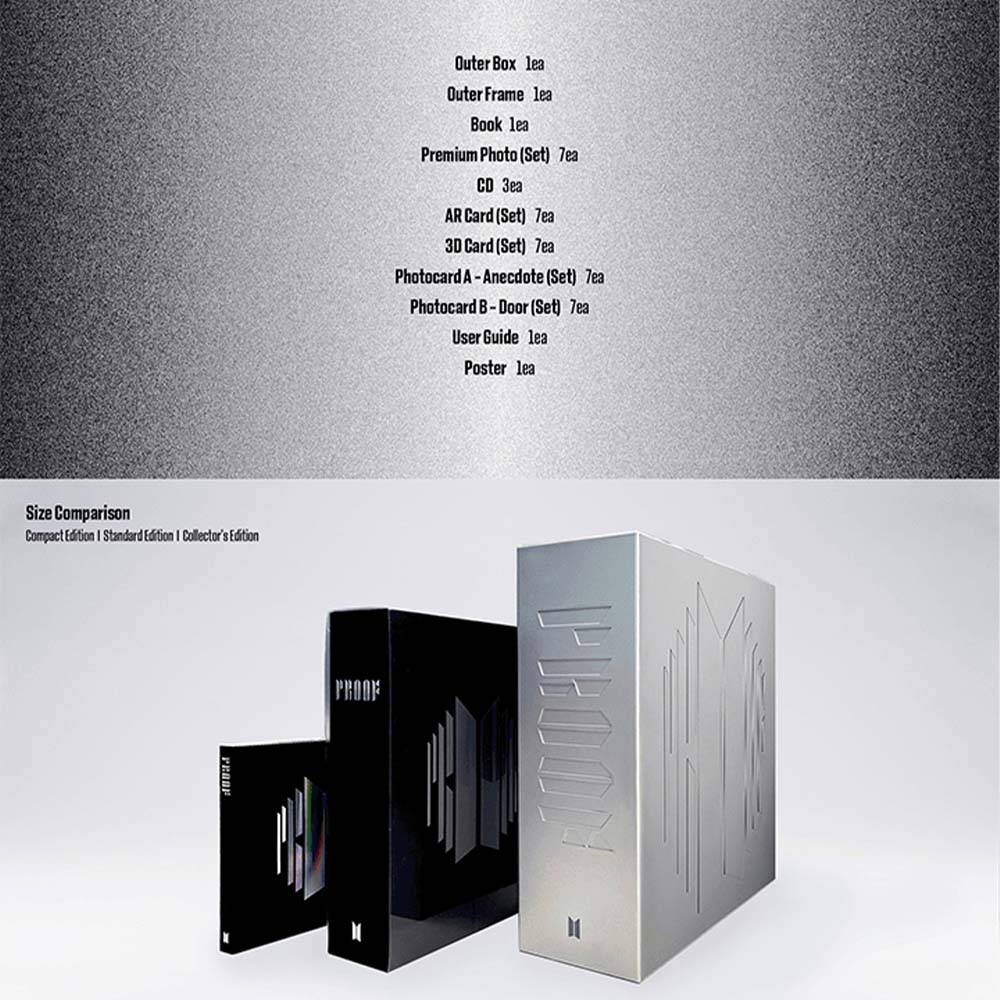 Outer Box 1ea
Outer Frame 1ea
Book 1ea
Premium Photo (Set) 7ea
CD 3ea
AR Card (Set) 7ea
3D Card (Set) 7ea
Photocard A - Anecdote (Set) 7ea
Photocard B - Door (Set) 7ea
User Guide 1ea
Poster 1ea
Size Comparison
Compact Edition I Standard Edition I Collector's Edition
PROOF
PROOF
PROOF